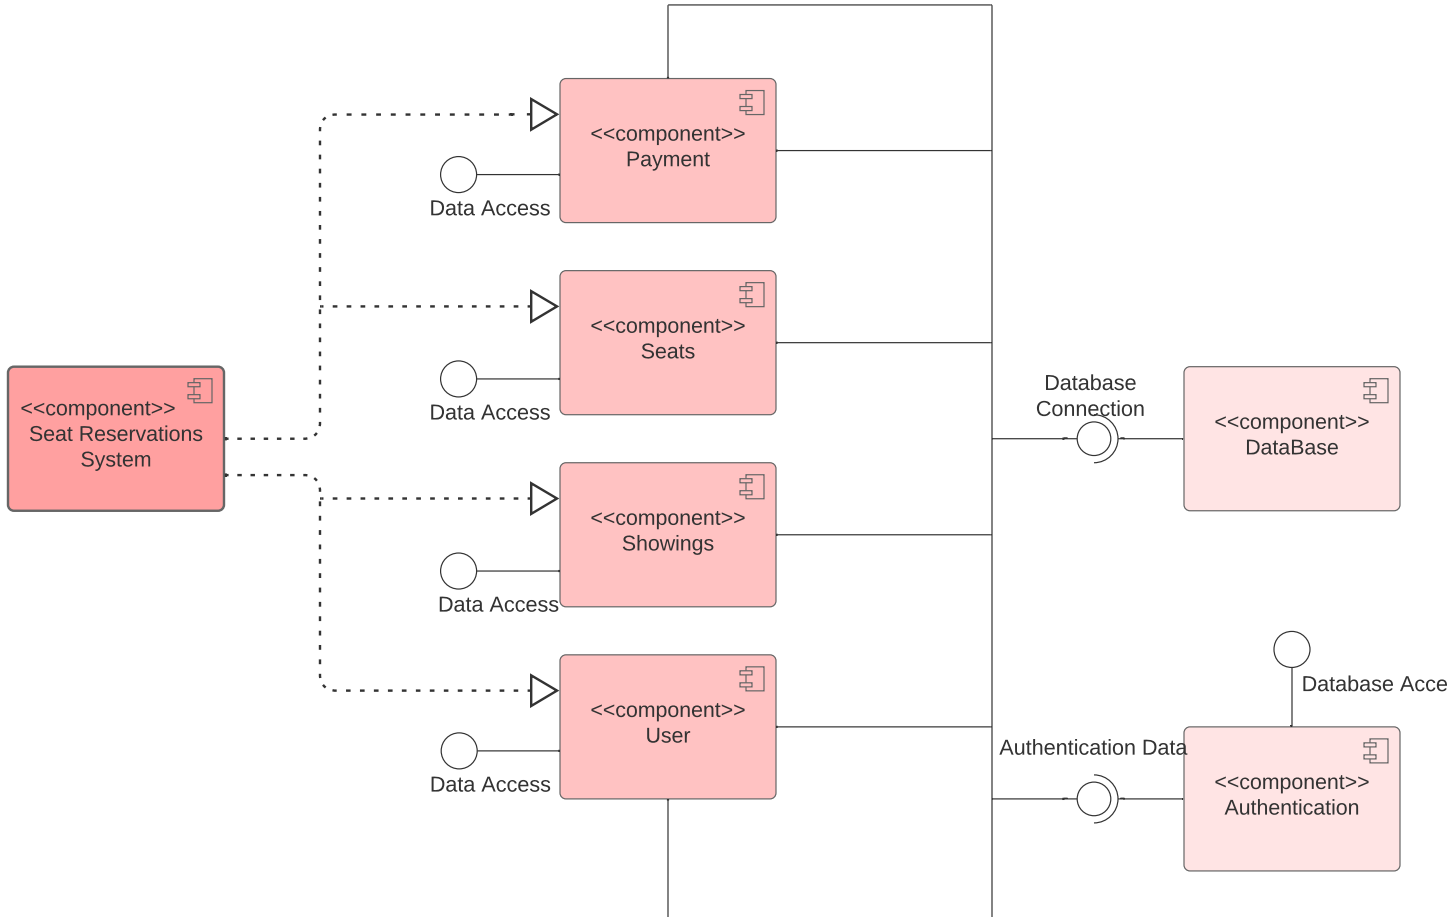 <<component>>
Payment
Data Access
<<component>>
Seats
Data Access
<<component>>
Seat Reservations
System
Database
Connection
<<component>>
DataBase
<<component>>
Showings
Data Access
<<component>>
User
Data Access
Database Acce
Authentication Data
<<component>>
Authentication